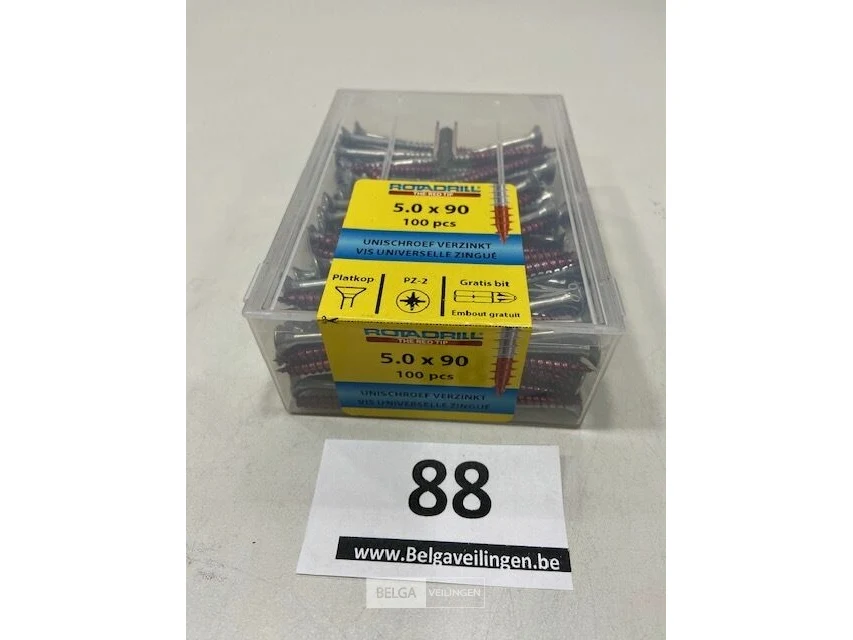 ROTADRILL
THE RED TIP
5.0 x 90
100 pcs
UNISCHROEF VERZINKT
VIS UNIVERSELLE ZINGUÉ
Platkop
PZ-2
Gratis bit
Embout gratuit
ROTADRILL
THE RED TIP
5.0 x 90
100 pcs
UNISCHROEF VERZINKT
VIS UNIVERSELLE ZINGUÉ
88
www.Belgaveilingen.be
BELGA VEILINGEN